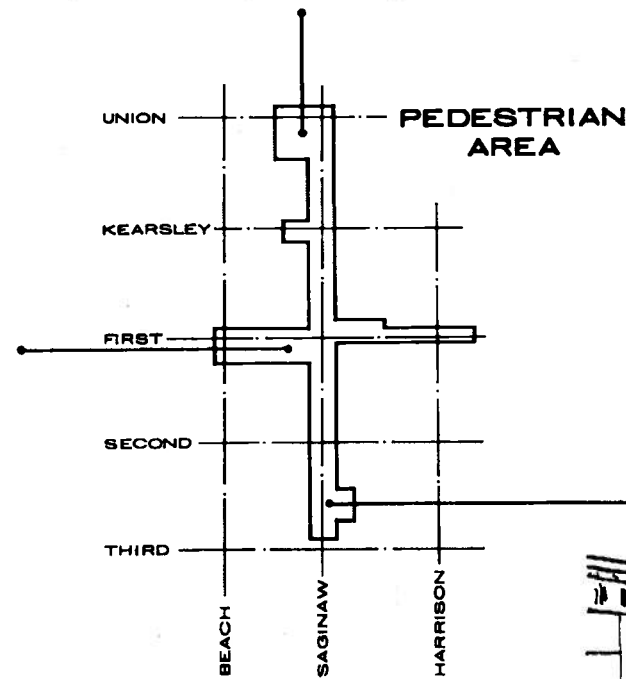 UNION
PEDESTRIAN
AREA
KEARSLEY
FIRST
SECOND
THIRD
BEACH
SAGINAW
HARRISON